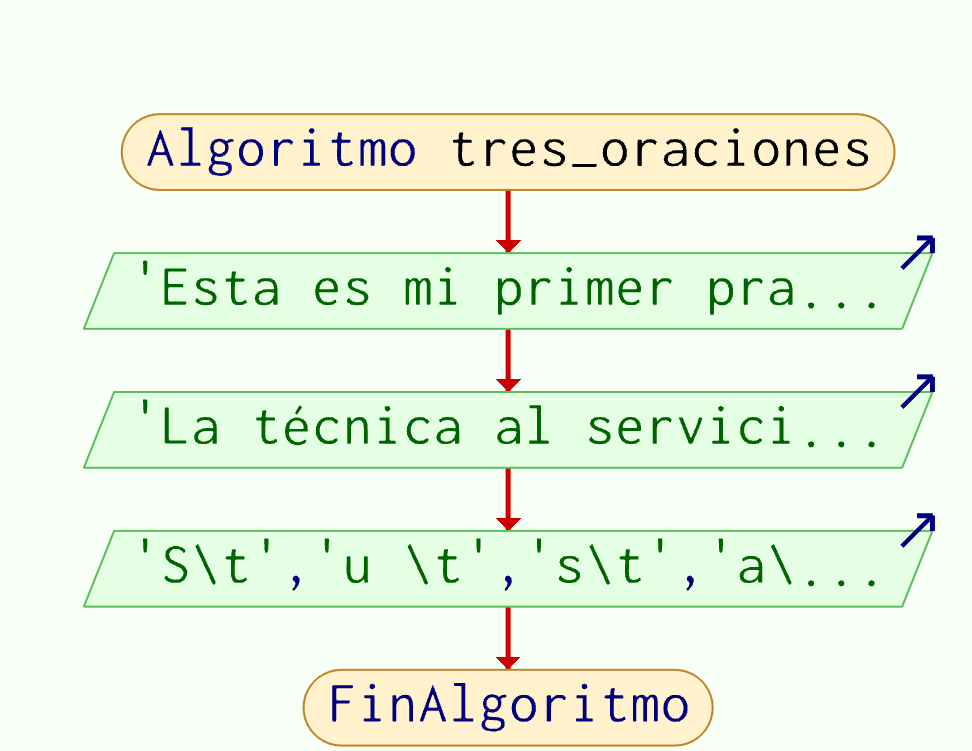 Algoritmo tres_oraciones
'Esta es mi primer pra...
'La técnica al servici...
'S\t','u \t','s\t','a\...
FinAlgoritmo